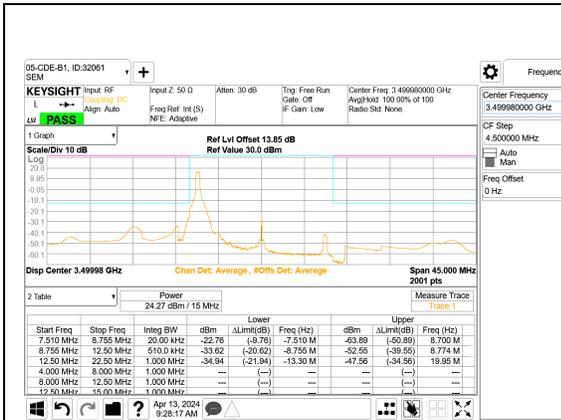 05-CDE-B1, ID:32061
SEM
Frequenc
KEYSIGHT Input: RF Input Z: 50 Ω Atten: 30 dB Trig: Free Run Center Freq: 3.499980000 GHz
L Coupling: DC Gate: Off Avg|Hold: 100.00% of 100
Align: Auto Freq Ref: Int (S) IF Gain: Low Radio Std: None
LXI PASS NFE: Adaptive
Center Frequency
3.499980000 GHz
CF Step
4.500000 MHz
Auto
Man
Freq Offset
0 Hz
1 Graph
Ref Lvl Offset 13.85 dB
Scale/Div 10 dB Ref Value 30.0 dBm
Log
20.0
9.95
-0.05
-10.1
-20.1
-30.1
-40.1
-50.1
-60.1
Disp Center 3.49998 GHz Chan Det: Average , #Offs Det: Average Span 45.000 MHz
2001 pts
2 Table Power Measure Trace
24.27 dBm / 15 MHz Trace 1
Lower Upper
Start Freq Stop Freq Integ BW dBm ΔLimit(dB) Freq (Hz) dBm ΔLimit(dB) Freq (Hz)
7.510 MHz 8.755 MHz 20.00 kHz -22.76 (-9.76) -7.510 M -63.89 (-50.89) 8.700 M
8.755 MHz 12.50 MHz 510.0 kHz -33.62 (-20.62) -8.755 M -52.55 (-39.55) 8.774 M
12.50 MHz 22.50 MHz 1.000 MHz -34.94 (-21.94) -13.30 M -47.56 (-34.56) 19.95 M
4.000 MHz 8.000 MHz 1.000 MHz --- (---) --- (---) ---
8.000 MHz 12.50 MHz 1.000 MHz --- (---) --- (---) ---
12.50 MHz 15.00 MHz 1.000 MHz --- (---) --- (---) ---
Apr 13, 2024
9:28:17 AM